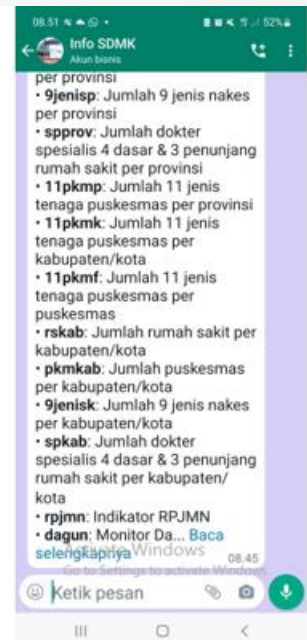 08.51
52%
Info SDMK
Akun bisnis
per provinsi
• 9jenisp: Jumlah 9 jenis nakes
per provinsi
• spprov: Jumlah dokter
spesialis 4 dasar & 3 penunjang
rumah sakit per provinsi
• 11pkmp: Jumlah 11 jenis
tenaga puskesmas per provinsi
• 11pkmk: Jumlah 11 jenis
tenaga puskesmas per
kabupaten/kota
• 11pkmf: Jumlah 11 jenis
tenaga puskesmas per
puskesmas
• rskab: Jumlah rumah sakit per
kabupaten/kota
• pkmkab: Jumlah puskesmas
per kabupaten/kota
• 9jenisk: Jumlah 9 jenis nakes
per kabupaten/kota
• spkab: Jumlah dokter
spesialis 4 dasar & 3 penunjang
rumah sakit per kabupaten/
kota
• rpjmn: Indikator RPJMN
• dagun: Monitor Da... Baca
selengkapnya
Activate Windows
08.45
Go to Settings to activate Windows.
Ketik pesan